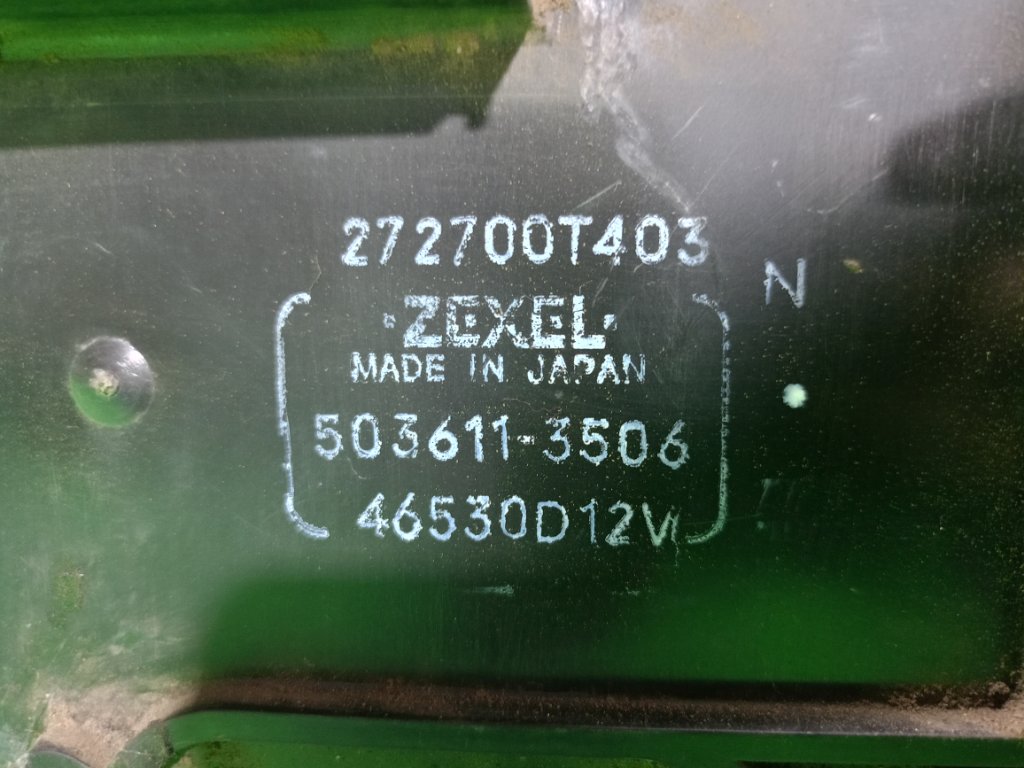 272700T403
·ZEXEL·
MADE IN JAPAN
503611-3506
46530D12V
N